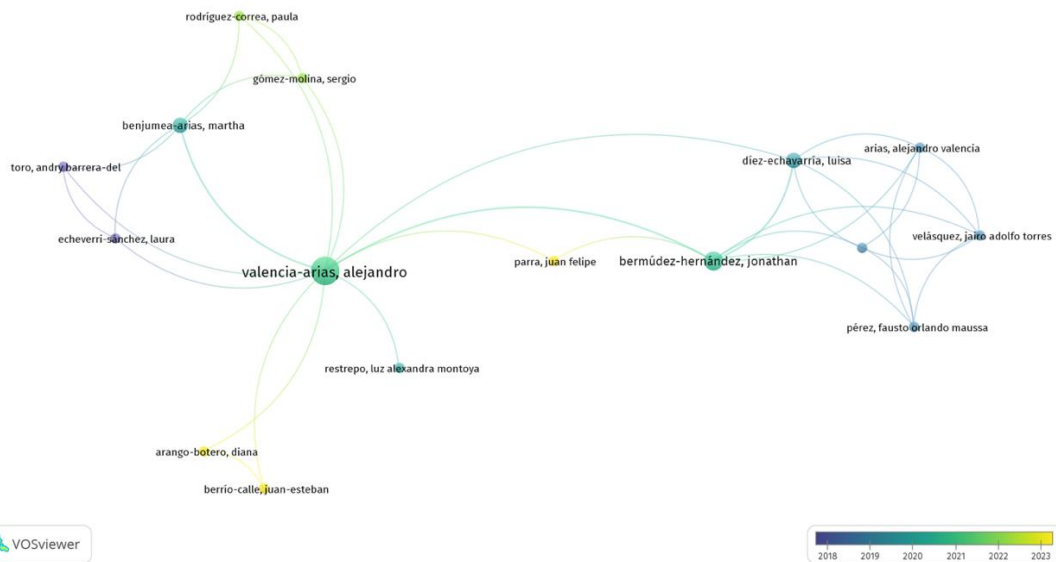 rodríguez-correa, paula
gómez-molina, sergio
benjumea-arias, martha
arias, alejandro valencia
diez-echavarría, luisa
toro, andry barrera-del
velásquez, jairo adolfo torres
echeverri-sánchez, laura
parra, juan felipe
bermúdez-hernández, jonathan
valencia-arias, alejandro
pérez, fausto orlando maussa
restrepo, luz alexandra montoya
arango-botero, diana
berrío-calle, juan-esteban
VOSviewer
2018 2019 2020 2021 2022 2023